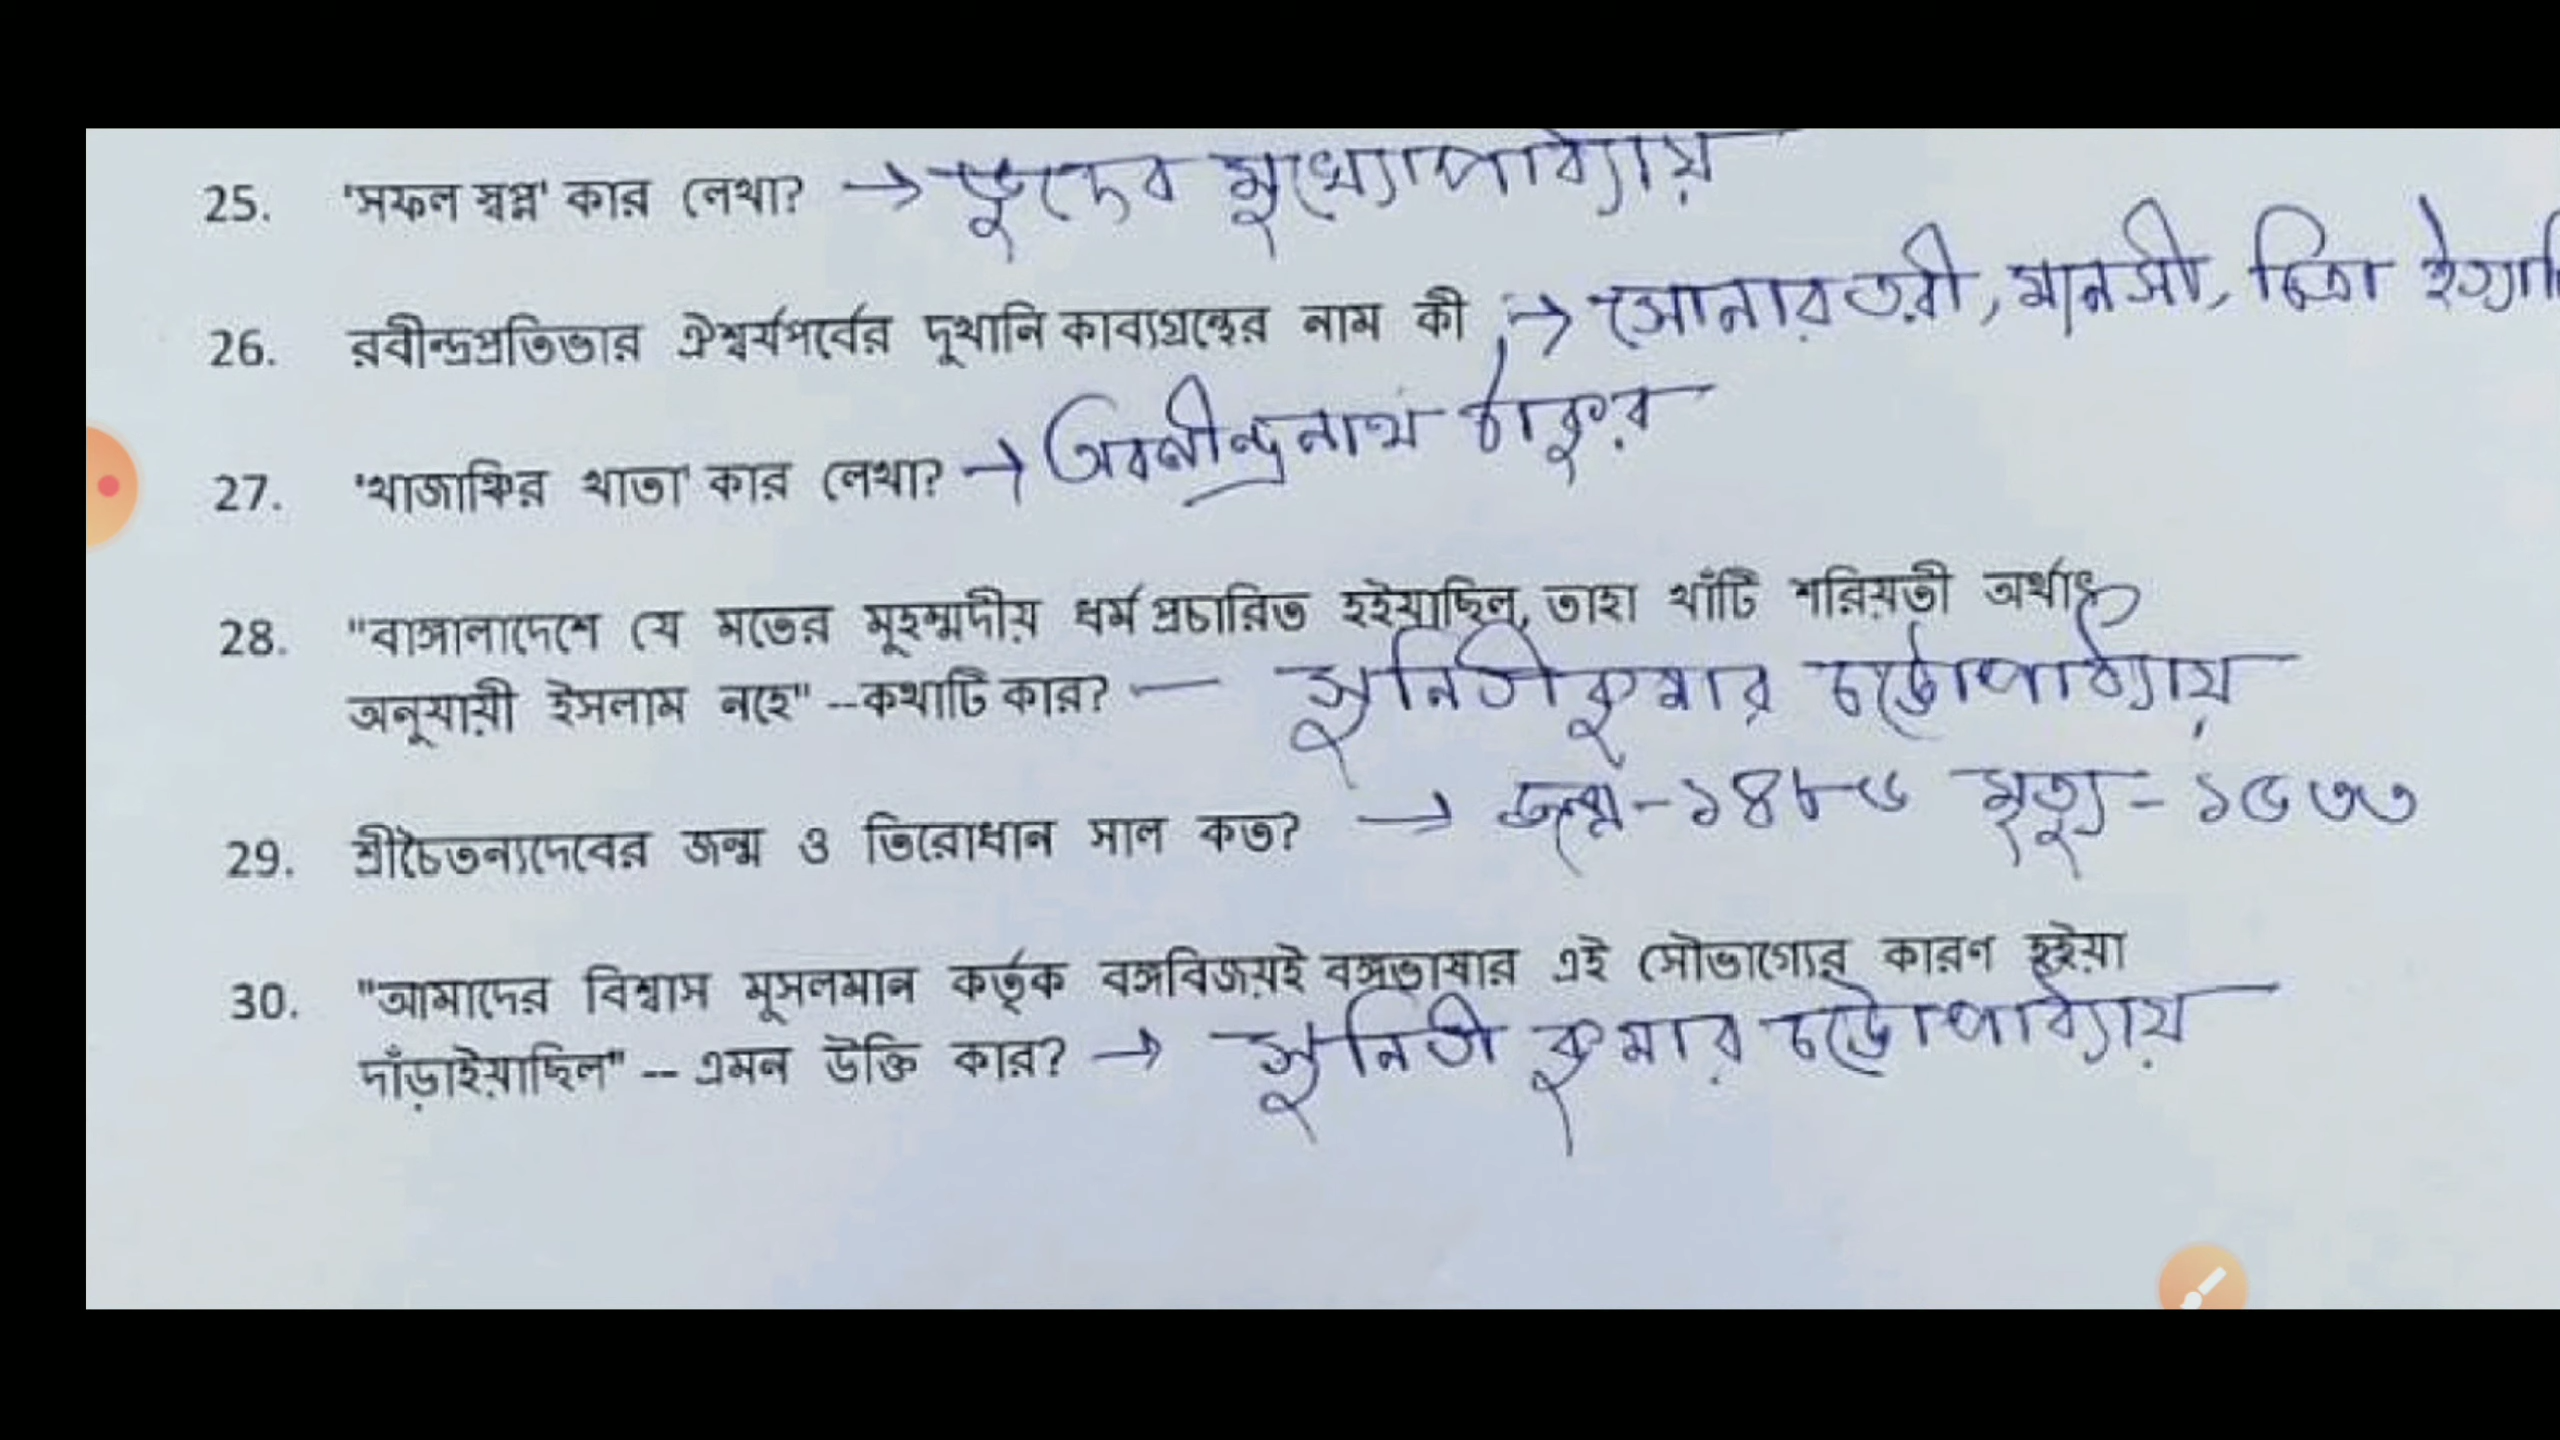 25. 'সফল স্বপ্ন' কার লেখা? → ভূদেব মুখ্যোপাধ্যায়
26. রবীন্দ্রপ্রতিভার ঐশ্বর্যপর্বের দুখানি কাব্যগ্রন্থের নাম কী → সোনারতরী, মানসী, চিত্রা
27. 'খাজাঞ্চির খাতা' কার লেখা? → অবনীন্দ্রনাথ ঠাকুর
28. "বাঙ্গালাদেশে যে মতের মুহম্মদীয় ধর্ম প্রচারিত হইয়াছিল, তাহা খাঁটি শরিয়তী অর্থাৎ
অনুযায়ী ইসলাম নহে" --কথাটি কার? — সুনিতীকুমার চট্টোপাধ্যায়
29. শ্রীচৈতন্যদেবের জন্ম ও তিরোধান সাল কত? → জন্ম - ১৪৮৬ মৃত্যু - ১৫৩৩
30. "আমাদের বিশ্বাস মুসলমান কর্তৃক বঙ্গবিজয়ই বঙ্গভাষার এই সৌভাগ্যের কারণ হইয়া
দাঁড়াইয়াছিল" -- এমন উক্তি কার? → সুনিতী কুমার চট্টোপাধ্যায়